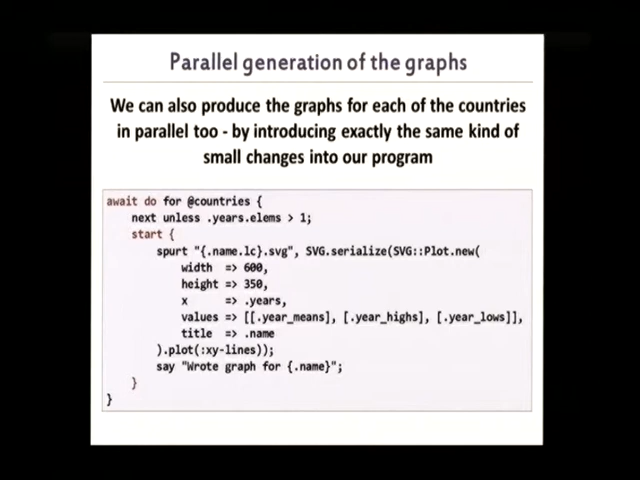 Parallel generation of the graphs
We can also produce the graphs for each of the countries
in parallel too - by introducing exactly the same kind of
small changes into our program
await do for @countries {
next unless .years.elems > 1;
start {
spurt "{.name.lc}.svg", SVG.serialize(SVG::Plot.new(
width => 600,
height => 350,
x => .years,
values => [[.year_means], [.year_highs], [.year_lows]],
title => .name
).plot(:xy-lines));
say "Wrote graph for {.name}";
}
}